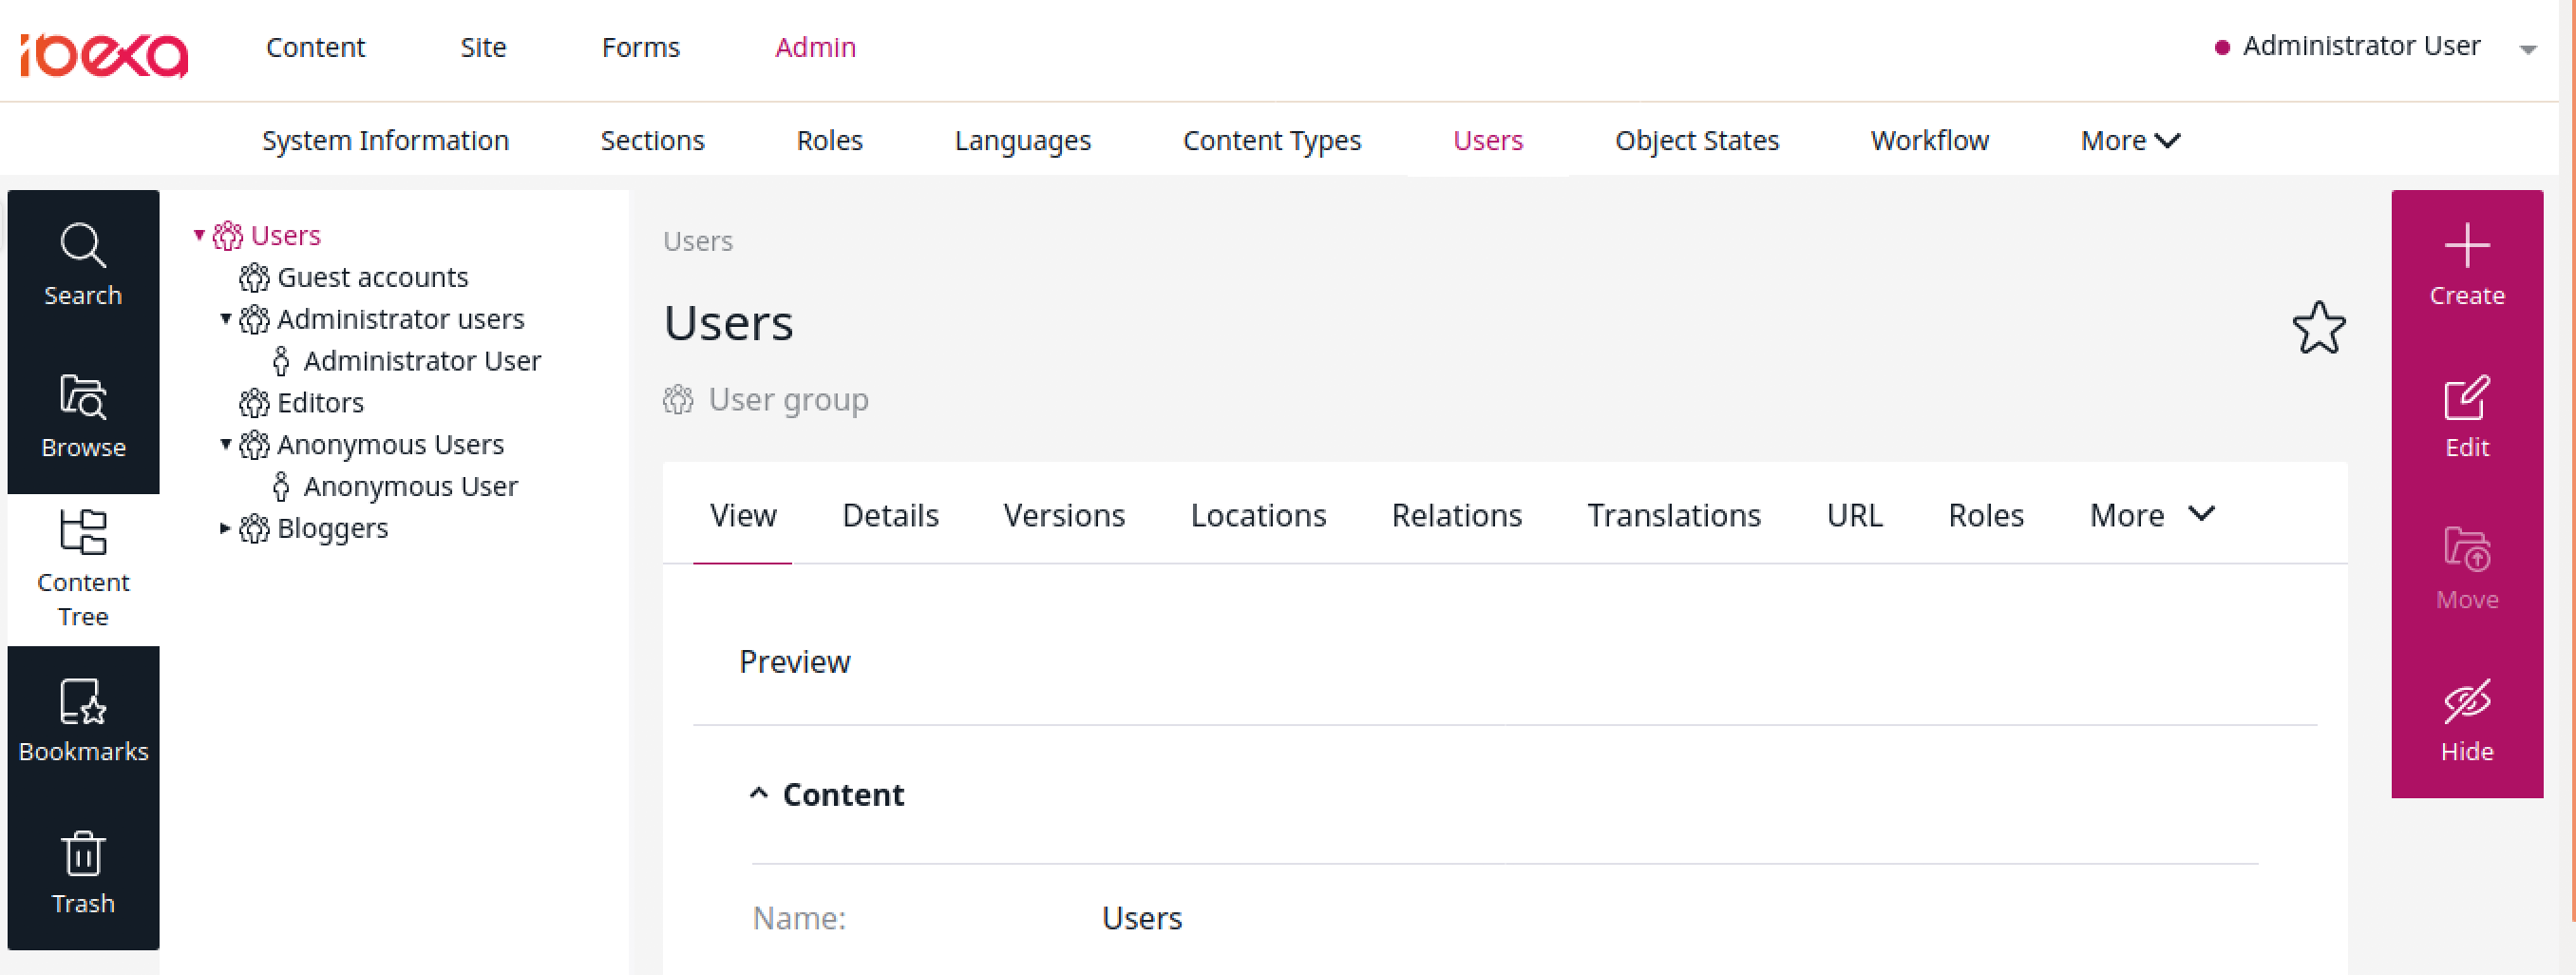 ibexa Content Site Forms Admin Administrator User
System Information Sections Roles Languages Content Types Users Object States Workflow More
Search
Browse
Content
Tree
Bookmarks
Trash
Users
Guest accounts
Administrator users
Administrator User
Editors
Anonymous Users
Anonymous User
Bloggers
Users
Users
User group
View Details Versions Locations Relations Translations URL Roles More
Preview
Content
Name: Users
Create
Edit
Move
Hide